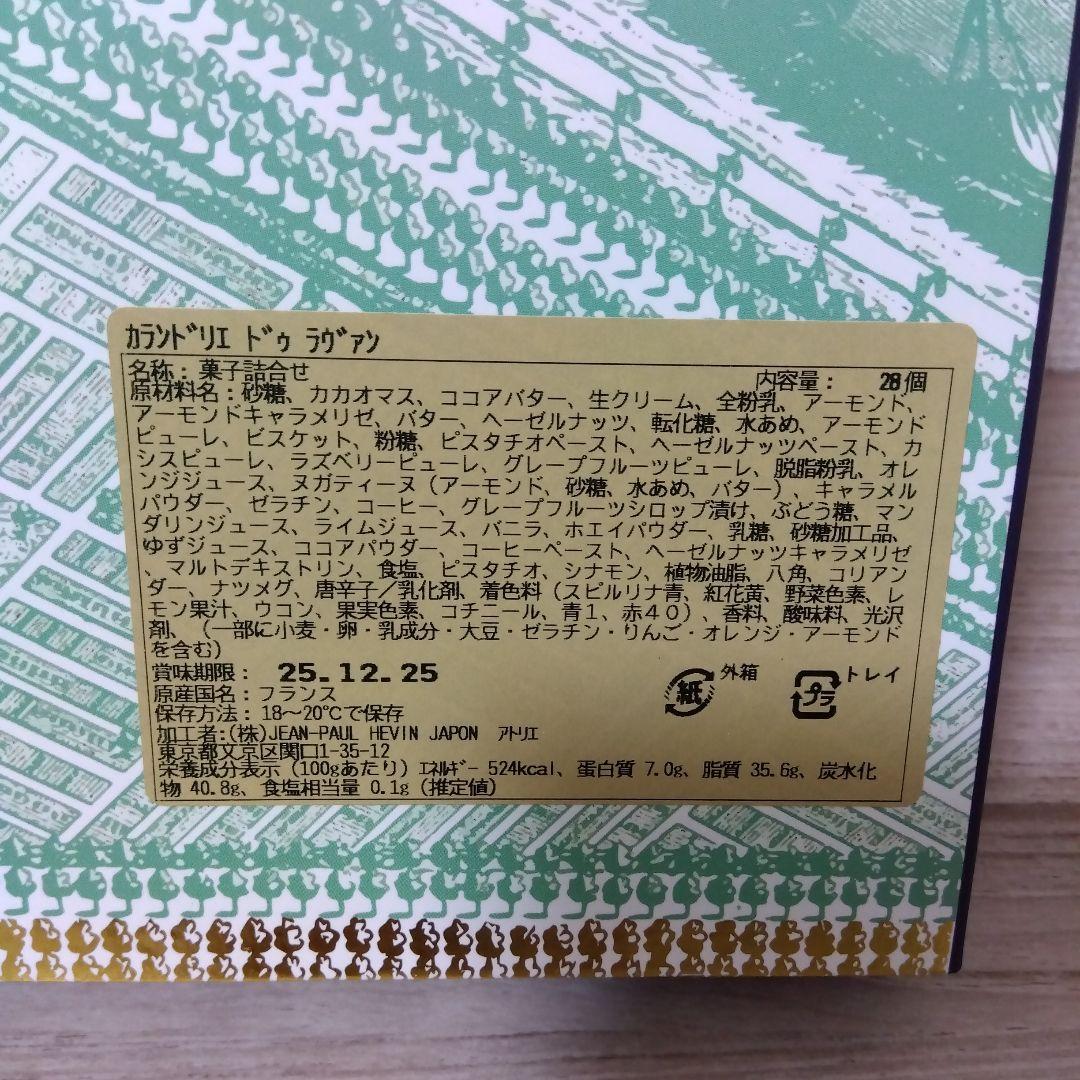 ｶﾗﾝﾄﾞﾘｴ ﾄﾞｩ ﾗｳﾞｧﾝ
名称：菓子詰合せ 内容量： 28個
原材料名：砂糖、カカオマス、ココアバター、生クリーム、全粉乳、アーモンド、
アーモンドキャラメリゼ、バター、ヘーゼルナッツ、転化糖、水あめ、アーモンド
ピューレ、ビスケット、粉糖、ピスタチオペースト、ヘーゼルナッツペースト、カ
シスピューレ、ラズベリーピューレ、グレープフルーツピューレ、脱脂粉乳、オレ
ンジジュース、ヌガティーヌ（アーモンド、砂糖、水あめ、バター）、キャラメル
パウダー、ゼラチン、コーヒー、グレープフルーツシロップ漬け、ぶどう糖、マン
ダリンジュース、ライムジュース、バニラ、ホエイパウダー、乳糖、砂糖加工品、
ゆずジュース、ココアパウダー、コーヒーペースト、ヘーゼルナッツキャラメリゼ
、マルトデキストリン、食塩、ピスタチオ、シナモン、植物油脂、八角、コリアン
ダー、ナツメグ、唐辛子／乳化剤、着色料（スピルリナ青、紅花黄、野菜色素、レ
モン果汁、ウコン、果実色素、コチニール、青１、赤４０）、香料、酸味料、光沢
剤、（一部に小麦・卵・乳成分・大豆・ゼラチン・りんご・オレンジ・アーモンド
を含む）
賞味期限： 25.12.25
原産国名：フランス
保存方法：18～20℃で保存
加工者:(株)JEAN-PAUL HEVIN JAPON ｱﾄﾘｴ
東京都文京区関口1-35-12
栄養成分表示（100gあたり）ｴﾈﾙｷﾞｰ 524kcal、蛋白質 7.0g、脂質 35.6g、炭水化
物 40.8g、食塩相当量 0.1g（推定値）
紙 外箱
プラ トレイ